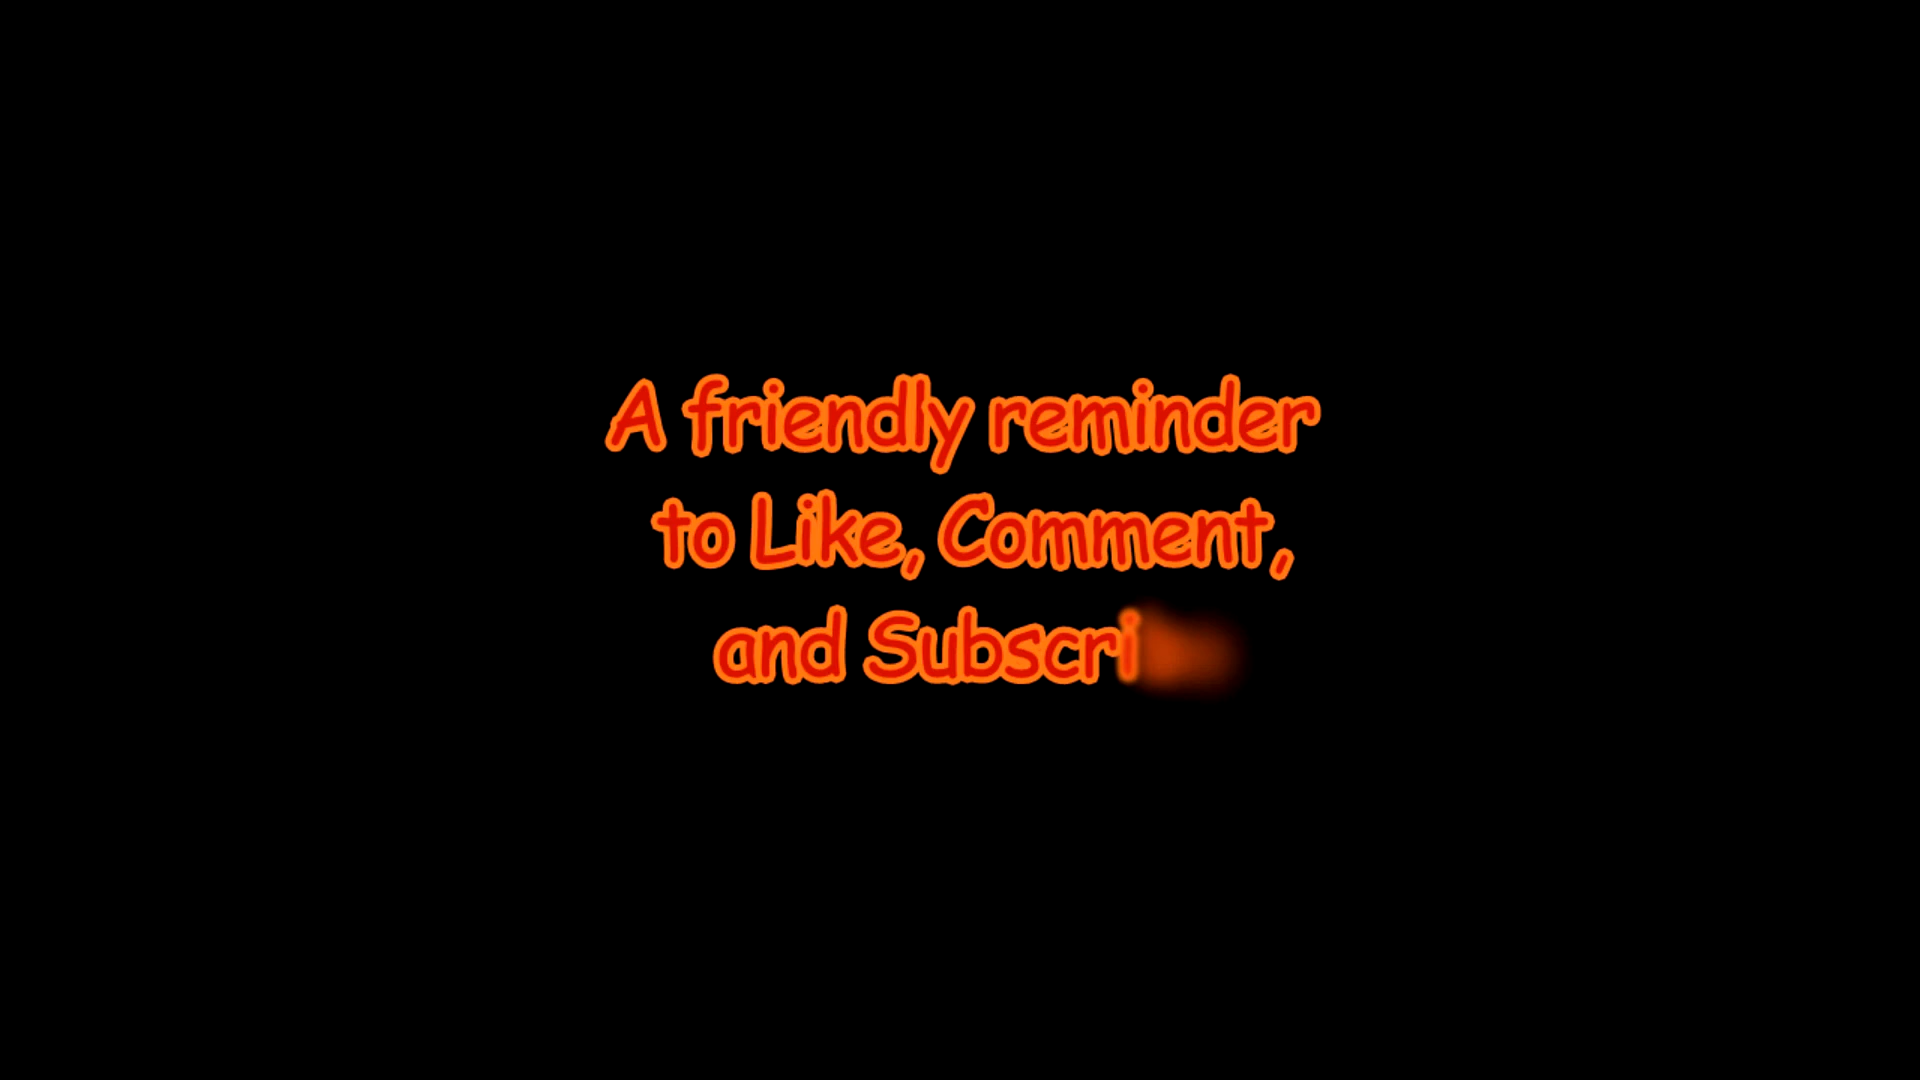 A friendly reminder
to Like, Comment,
and Subscri